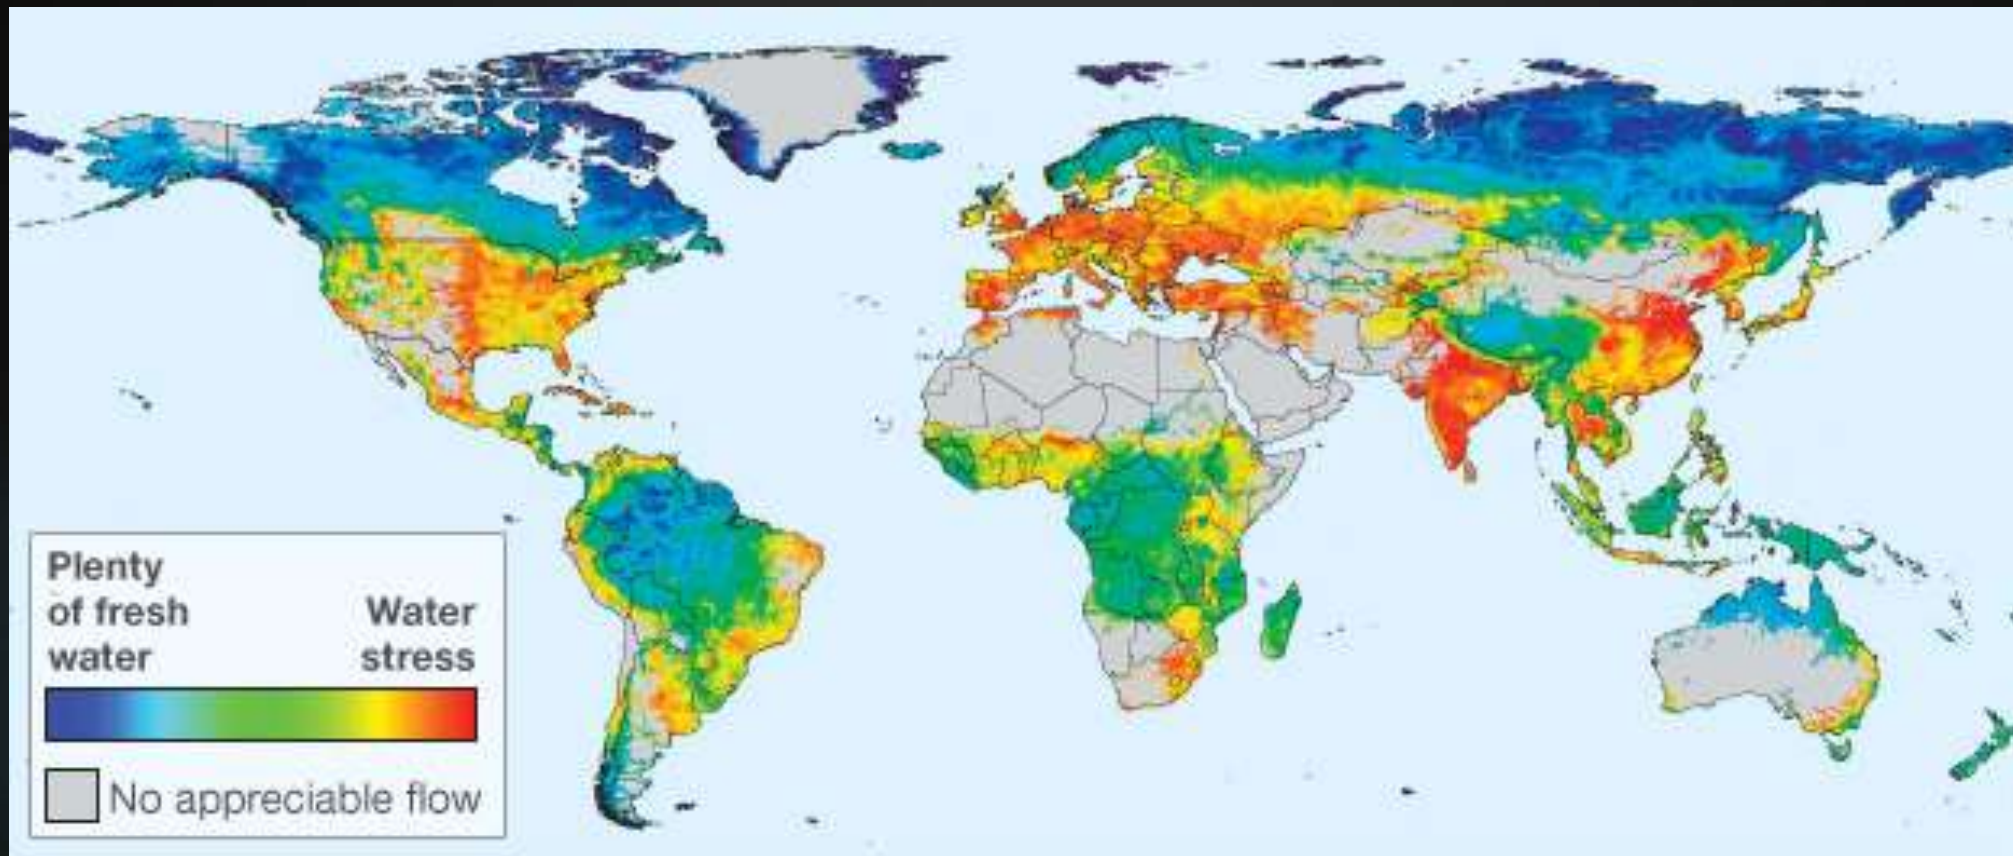 Plenty
of fresh
water
Water
stress
No appreciable flow